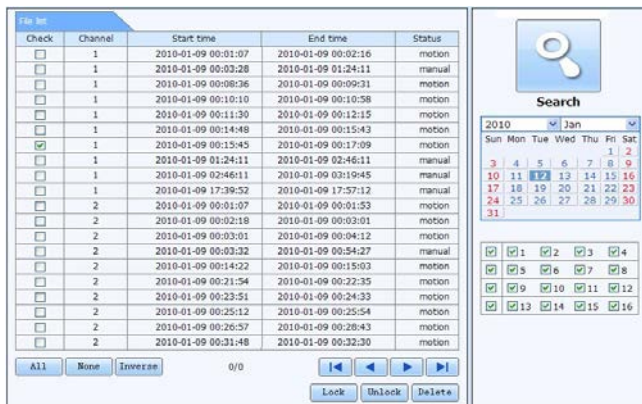 File list
Check Channel Start time End time Status
1 2010-01-09 00:01:07 2010-01-09 00:02:16 motion
1 2010-01-09 00:03:28 2010-01-09 01:24:11 manual
1 2010-01-09 00:08:36 2010-01-09 00:09:31 motion
1 2010-01-09 00:10:10 2010-01-09 00:10:58 motion
1 2010-01-09 00:11:30 2010-01-09 00:12:15 motion
1 2010-01-09 00:14:48 2010-01-09 00:15:43 motion
1 2010-01-09 00:15:45 2010-01-09 00:17:09 motion
1 2010-01-09 01:24:11 2010-01-09 02:46:11 manual
1 2010-01-09 02:46:11 2010-01-09 03:19:45 manual
1 2010-01-09 17:39:52 2010-01-09 17:57:12 manual
2 2010-01-09 00:01:07 2010-01-09 00:01:53 motion
2 2010-01-09 00:02:18 2010-01-09 00:03:01 motion
2 2010-01-09 00:03:01 2010-01-09 00:04:12 motion
2 2010-01-09 00:03:32 2010-01-09 00:54:27 manual
2 2010-01-09 00:14:22 2010-01-09 00:15:03 motion
2 2010-01-09 00:21:54 2010-01-09 00:22:35 motion
2 2010-01-09 00:23:51 2010-01-09 00:24:33 motion
2 2010-01-09 00:25:12 2010-01-09 00:25:54 motion
2 2010-01-09 00:26:57 2010-01-09 00:28:43 motion
2 2010-01-09 00:31:48 2010-01-09 00:32:30 motion
All None Inverse 0/0
Lock Unlock Delete
Search
2010 Jan
Sun Mon Tue Wed Thu Fri Sat
1 2
3 4 5 6 7 8 9
10 11 12 13 14 15 16
17 18 19 20 21 22 23
24 25 26 27 28 29 30
31
1 2 3 4
5 6 7 8
9 10 11 12
13 14 15 16